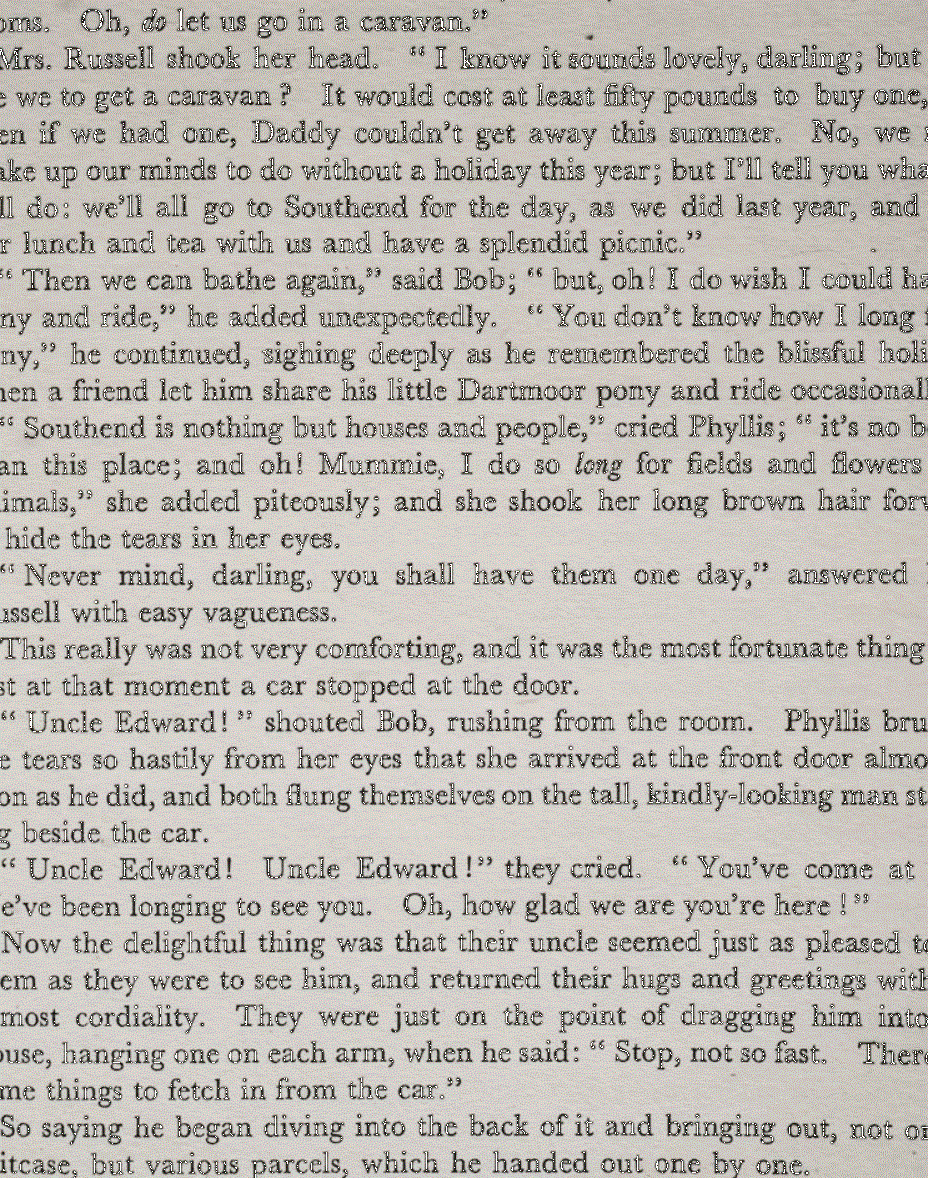 oms. Oh, do let us go in a caravan.”
Mrs. Russell shook her head. “ I know it sounds lovely, darling; but
e we to get a caravan ? It would cost at least fifty pounds to buy one,
en if we had one, Daddy couldn’t get away this summer. No, we
ake up our minds to do without a holiday this year; but I’ll tell you wha
ll do: we’ll all go to Southend for the day, as we did last year, and
r lunch and tea with us and have a splendid picnic.”
“ Then we can bathe again,” said Bob; “ but, oh! I do wish I could ha
ny and ride,” he added unexpectedly. “ You don’t know how I long
ny,” he continued, sighing deeply as he remembered the blissful holi
hen a friend let him share his little Dartmoor pony and ride occasionall
“ Southend is nothing but houses and people,” cried Phyllis; “ it’s no b
an this place; and oh! Mummie, I do so long for fields and flowers
imals,” she added piteously; and she shook her long brown hair forw
hide the tears in her eyes.
“ Never mind, darling, you shall have them one day,” answered
ussell with easy vagueness.
This really was not very comforting, and it was the most fortunate thing
st at that moment a car stopped at the door.
“ Uncle Edward! ” shouted Bob, rushing from the room. Phyllis bru
e tears so hastily from her eyes that she arrived at the front door almo
on as he did, and both flung themselves on the tall, kindly-looking man st
g beside the car.
“ Uncle Edward! Uncle Edward !” they cried. “ You’ve come at
e’ve been longing to see you. Oh, how glad we are you’re here ! ”
Now the delightful thing was that their uncle seemed just as pleased to
em as they were to see him, and returned their hugs and greetings with
most cordiality. They were just on the point of dragging him into
ouse, hanging one on each arm, when he said: “ Stop, not so fast. There
me things to fetch in from the car.”
So saying he began diving into the back of it and bringing out, not on
itcase, but various parcels, which he handed out one by one.